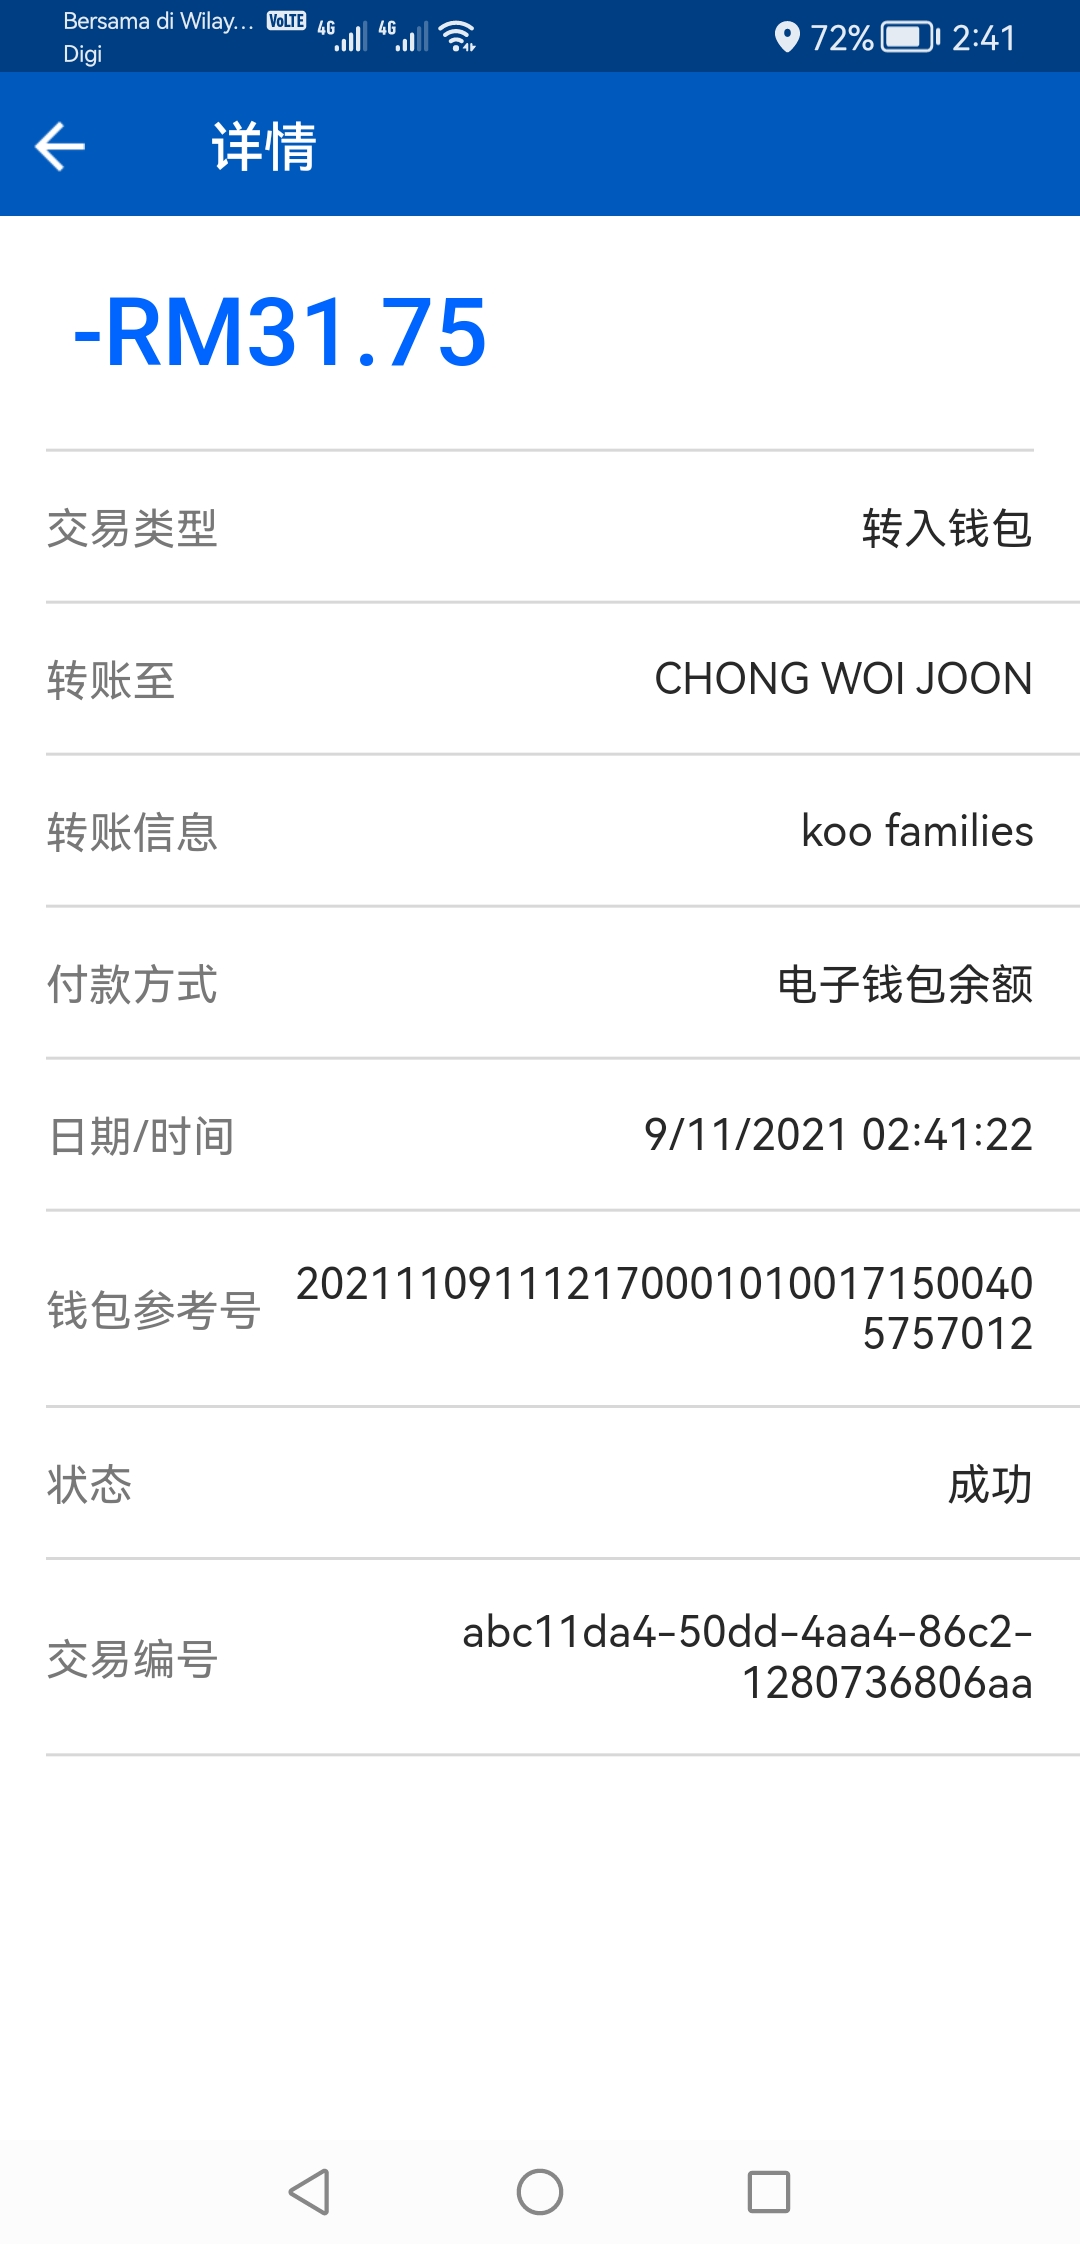 Bersama di Wilay... VoLTE 4G 4G 72% 2:41
Digi
详情
-RM31.75
交易类型 转入钱包
转账至 CHONG WOI JOON
转账信息 koo families
付款方式 电子钱包余额
日期/时间 9/11/2021 02:41:22
钱包参考号 202111091112170001010017150040
5757012
状态 成功
交易编号 abc11da4-50dd-4aa4-86c2-
1280736806aa